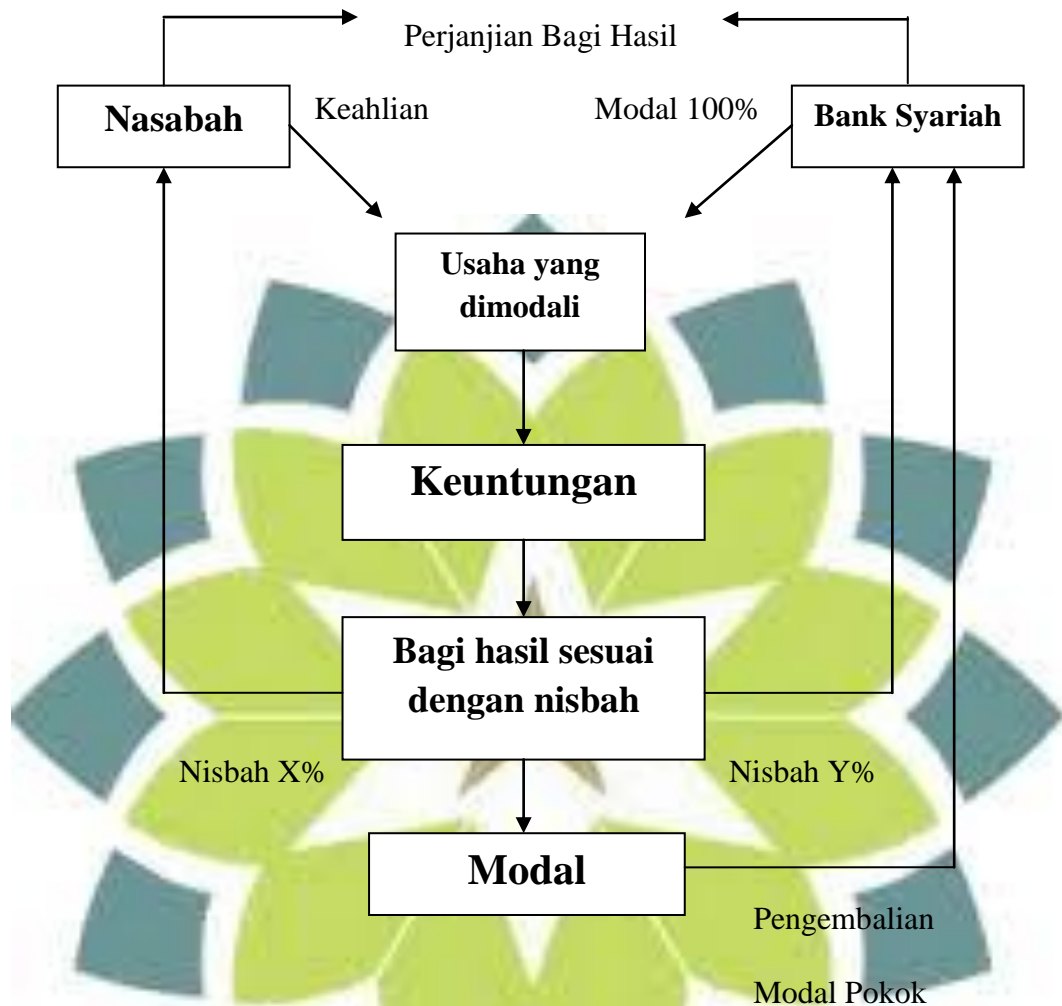 Perjanjian Bagi Hasil
Nasabah
Keahlian
Modal 100%
Bank Syariah
Usaha yang
dimodali
Keuntungan
Bagi hasil sesuai
dengan nisbah
Nisbah X%
Nisbah Y%
Modal
Pengembalian
Modal Pokok